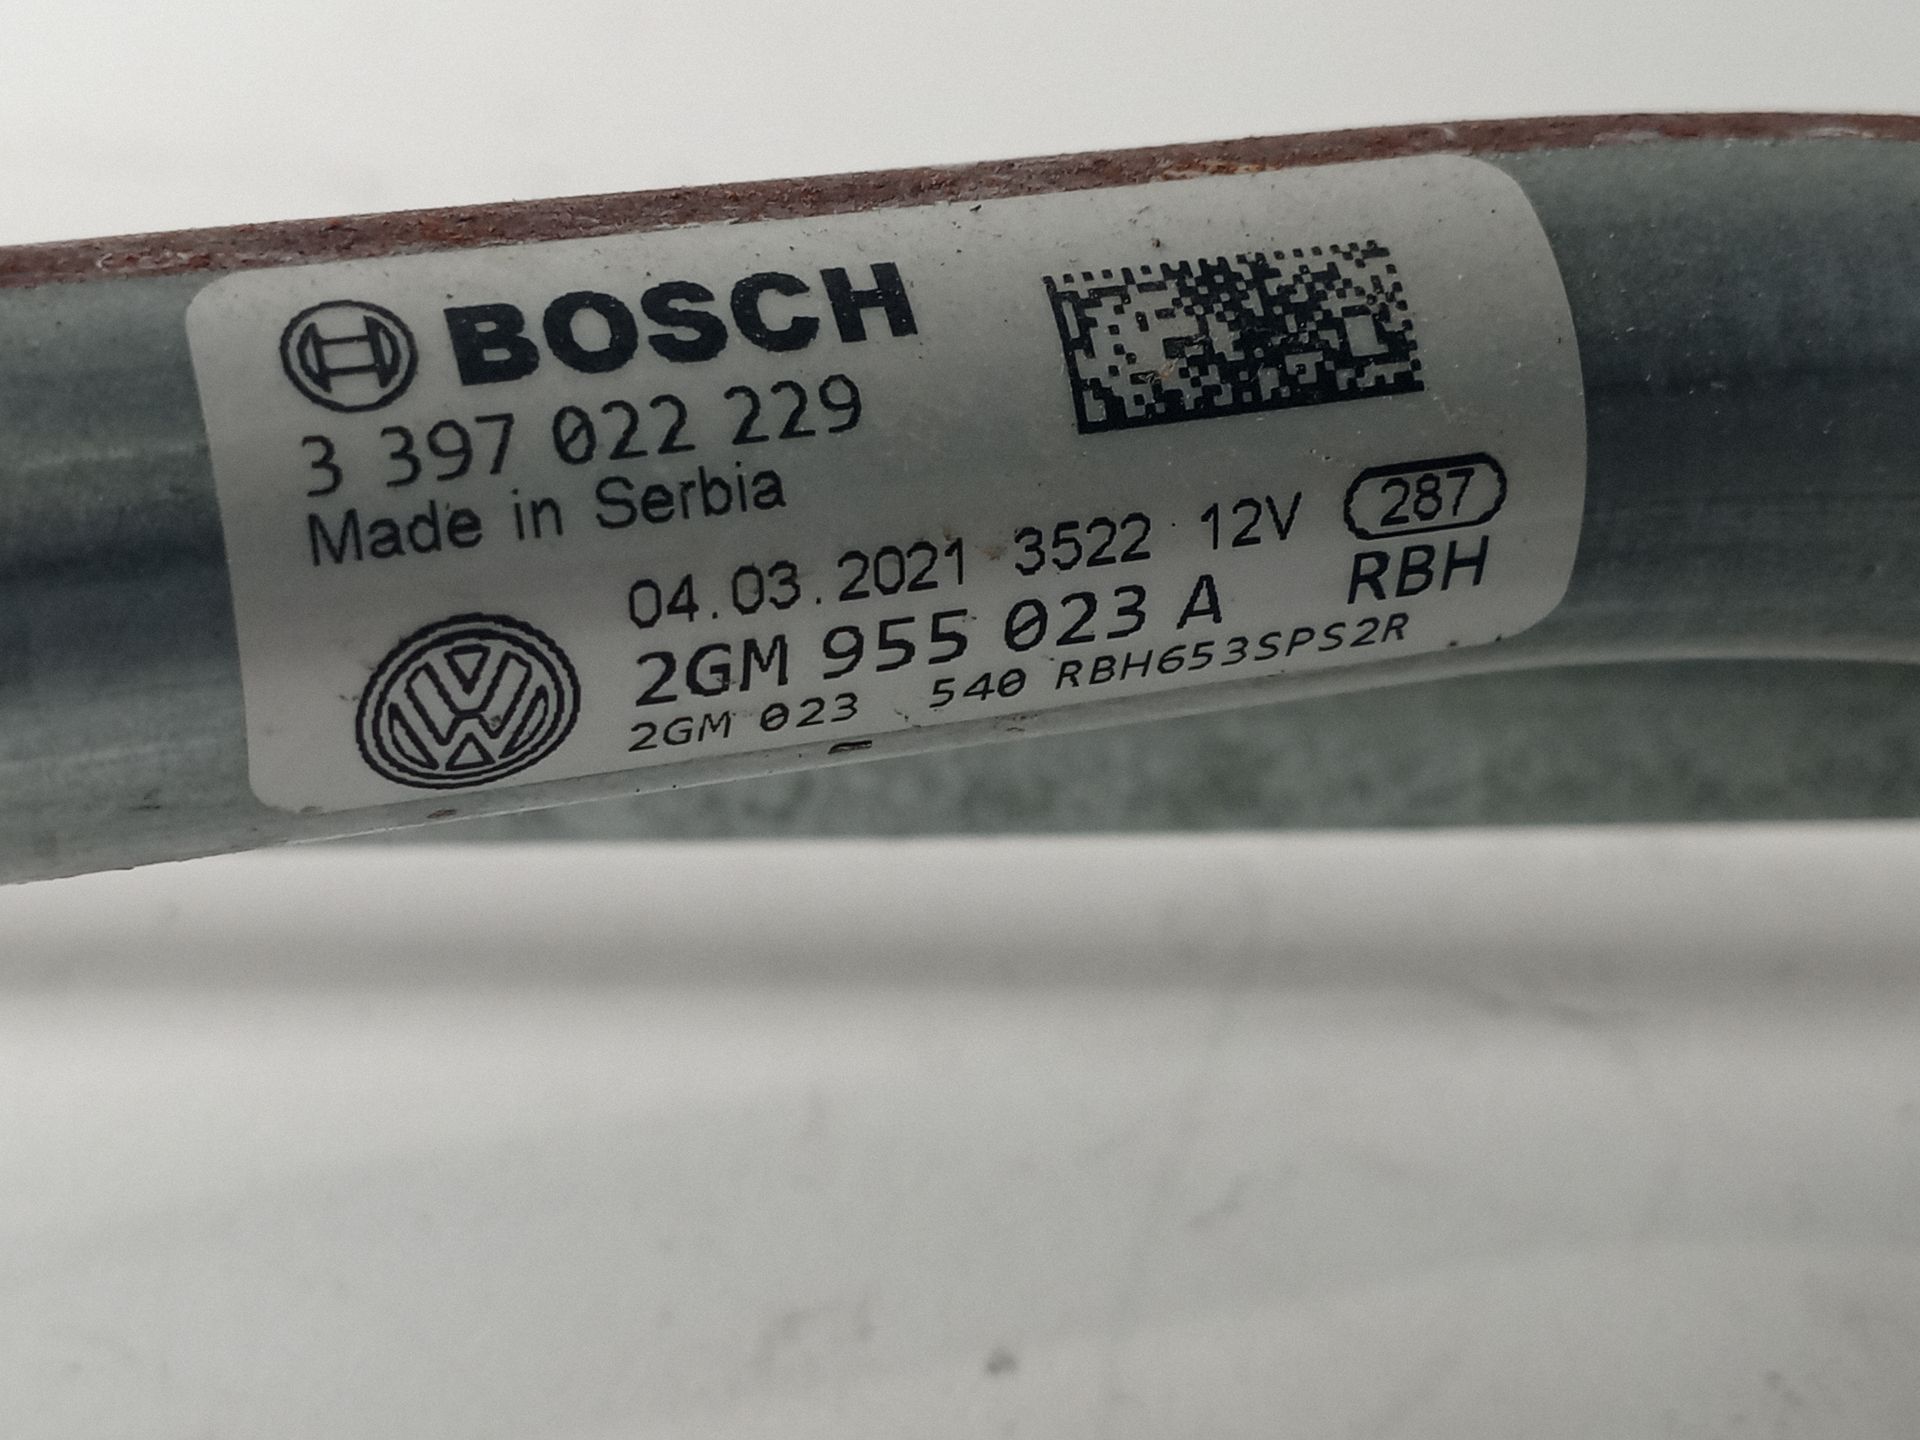 BOSCH
3 397 022 229
Made in Serbia
04.03.2021 3522 12V 287
2GM 955 023 A RBH
2GM 023 540 RBH653SPS2R